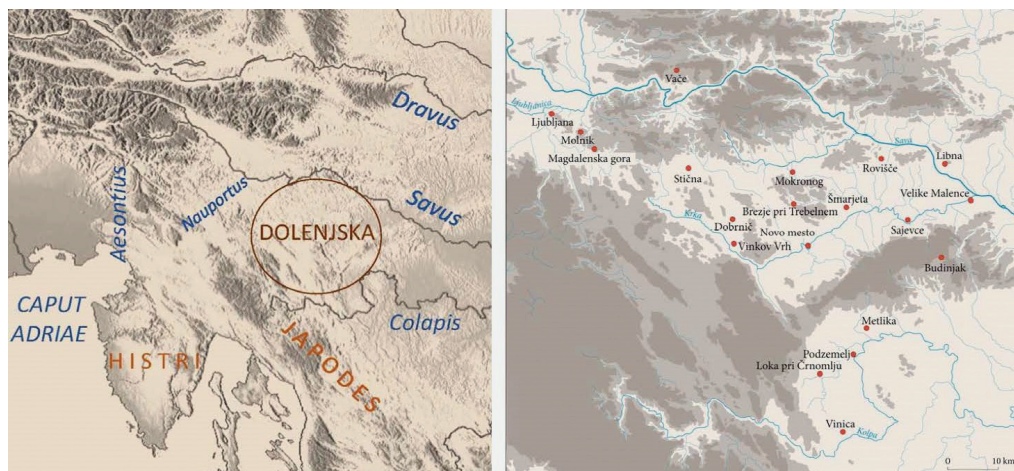 Dravus
Aesontius
Nauportus
Savus
DOLENJSKA
CAPUT
ADRIAE
Colapis
HISTRI
JAPODES
Vače
Ljubljanica
Ljubljana
Molnik
Magdalenska gora
Sava
Libna
Rovišče
Stična
Mokronog
Velike Malence
Šmarjeta
Brezje pri Trebelnem
Krka
Dobrnič
Novo mesto
Sajevce
Vinkov Vrh
Budinjak
Metlika
Podzemelj
Loka pri Črnomlju
Vinica
Kolpa
0 10 km